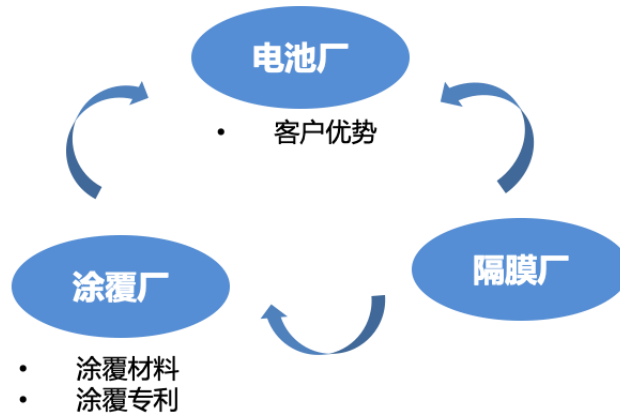 电池厂
• 客户优势
隔膜厂
涂覆厂
• 涂覆材料
• 涂覆专利